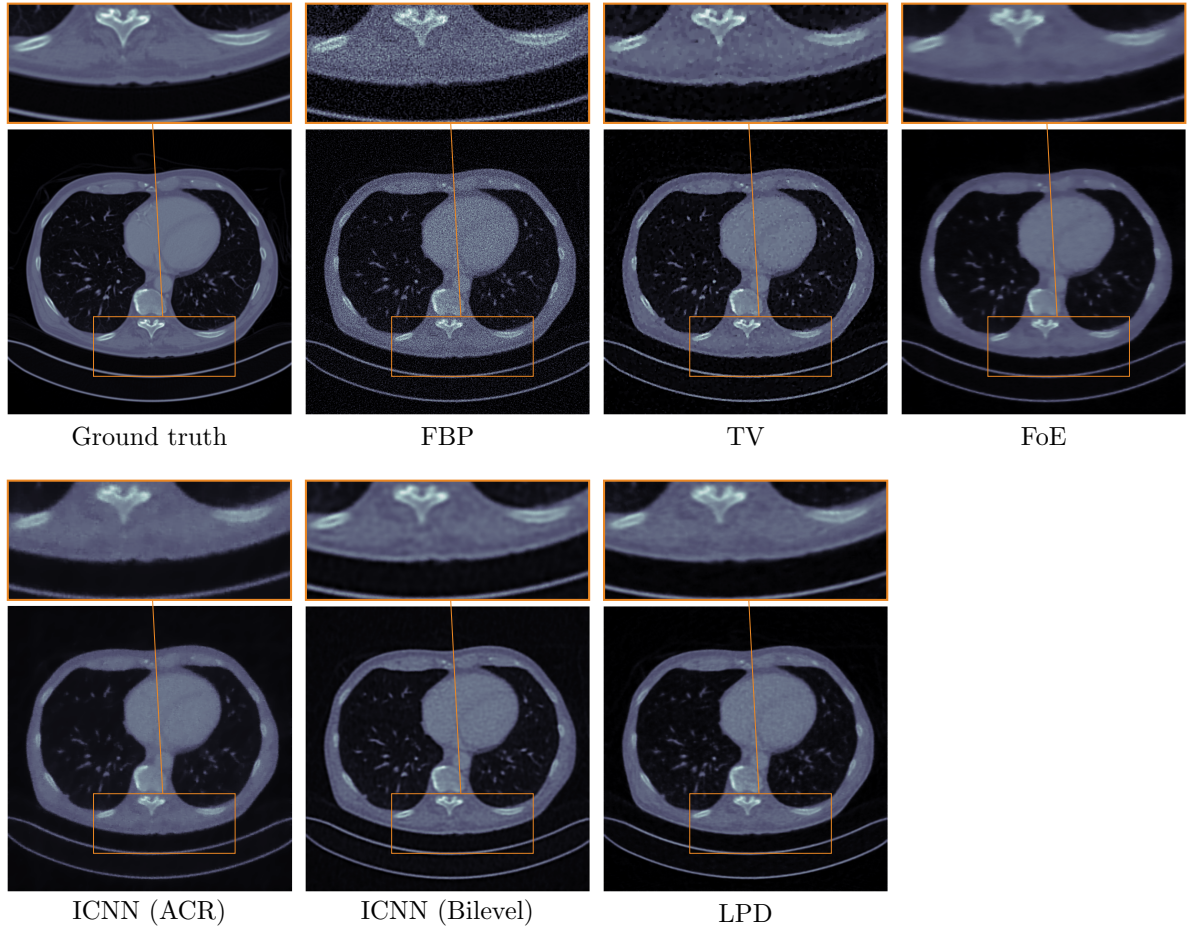 Ground truth
FBP
TV
FoE
ICNN (ACR)
ICNN (Bilevel)
LPD